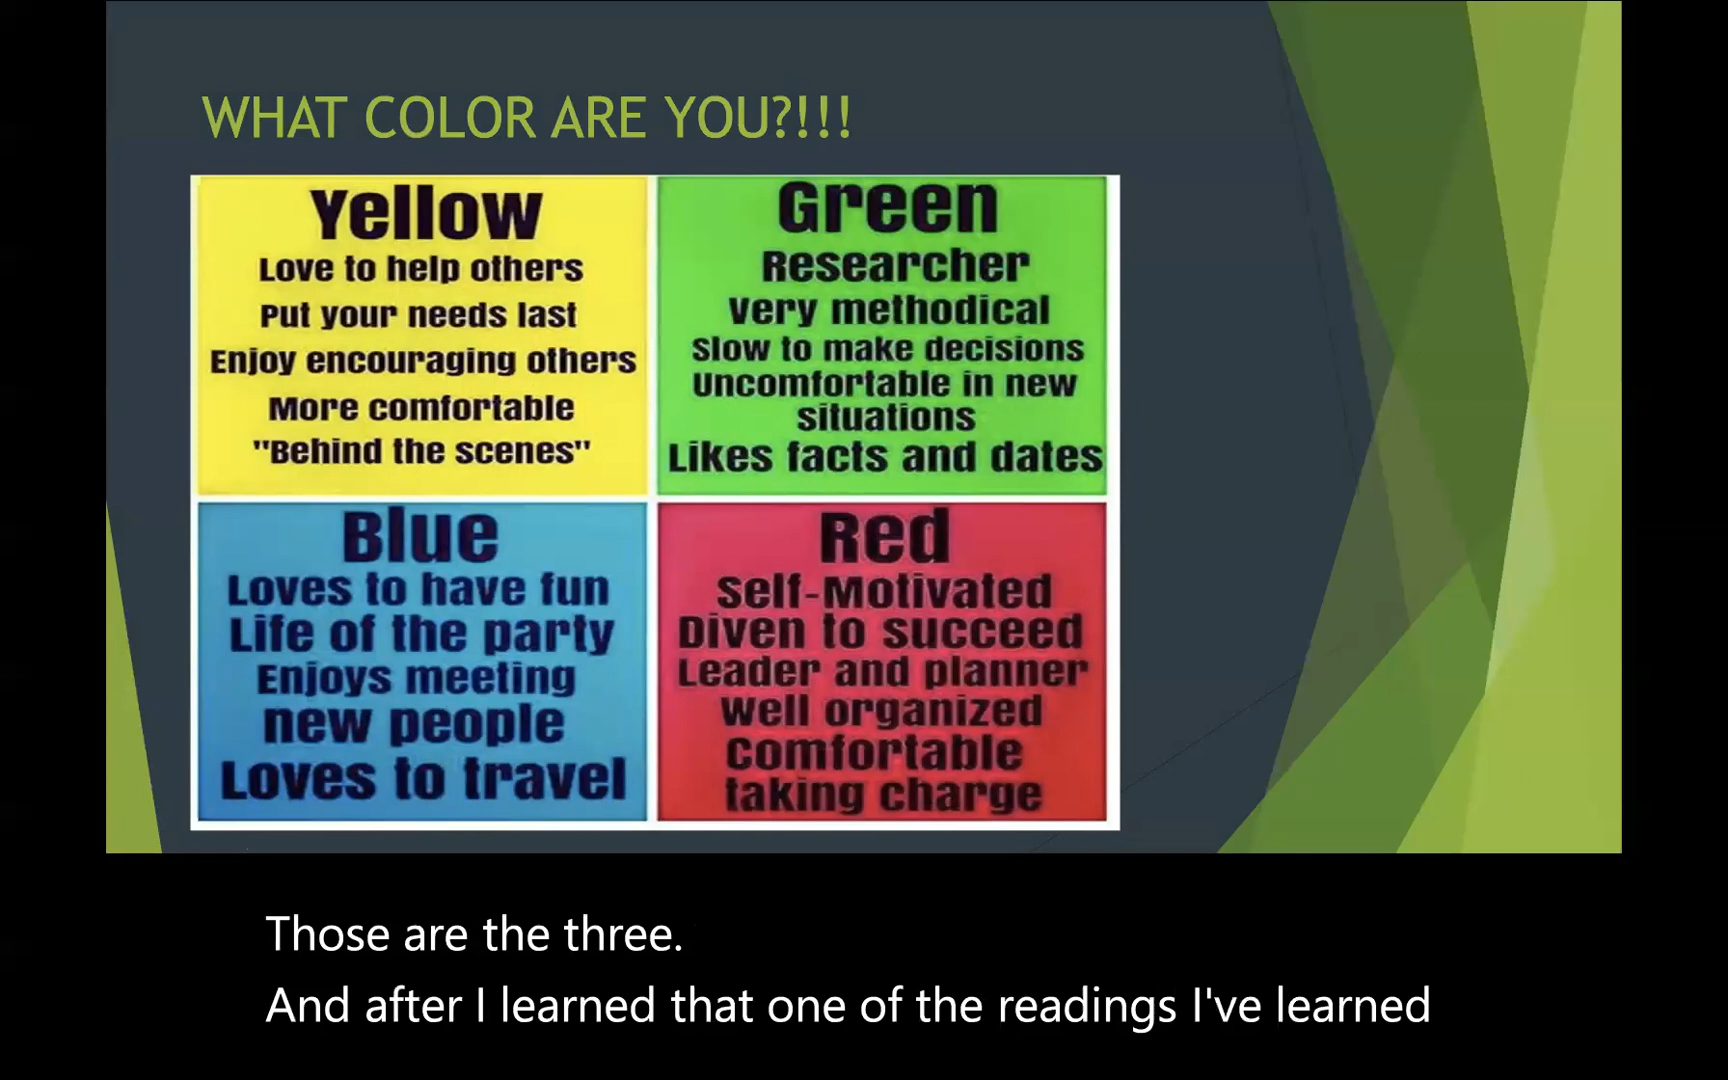 WHAT COLOR ARE YOU?!!!
Yellow
Love to help others
Put your needs last
Enjoy encouraging others
More comfortable
"Behind the scenes"
Green
Researcher
Very methodical
Slow to make decisions
Uncomfortable in new
situations
Likes facts and dates
Blue
Loves to have fun
Life of the party
Enjoys meeting
new people
Loves to travel
Red
Self-Motivated
Diven to succeed
Leader and planner
Well organized
Comfortable
taking charge
Those are the three.
And after I learned that one of the readings I've learned